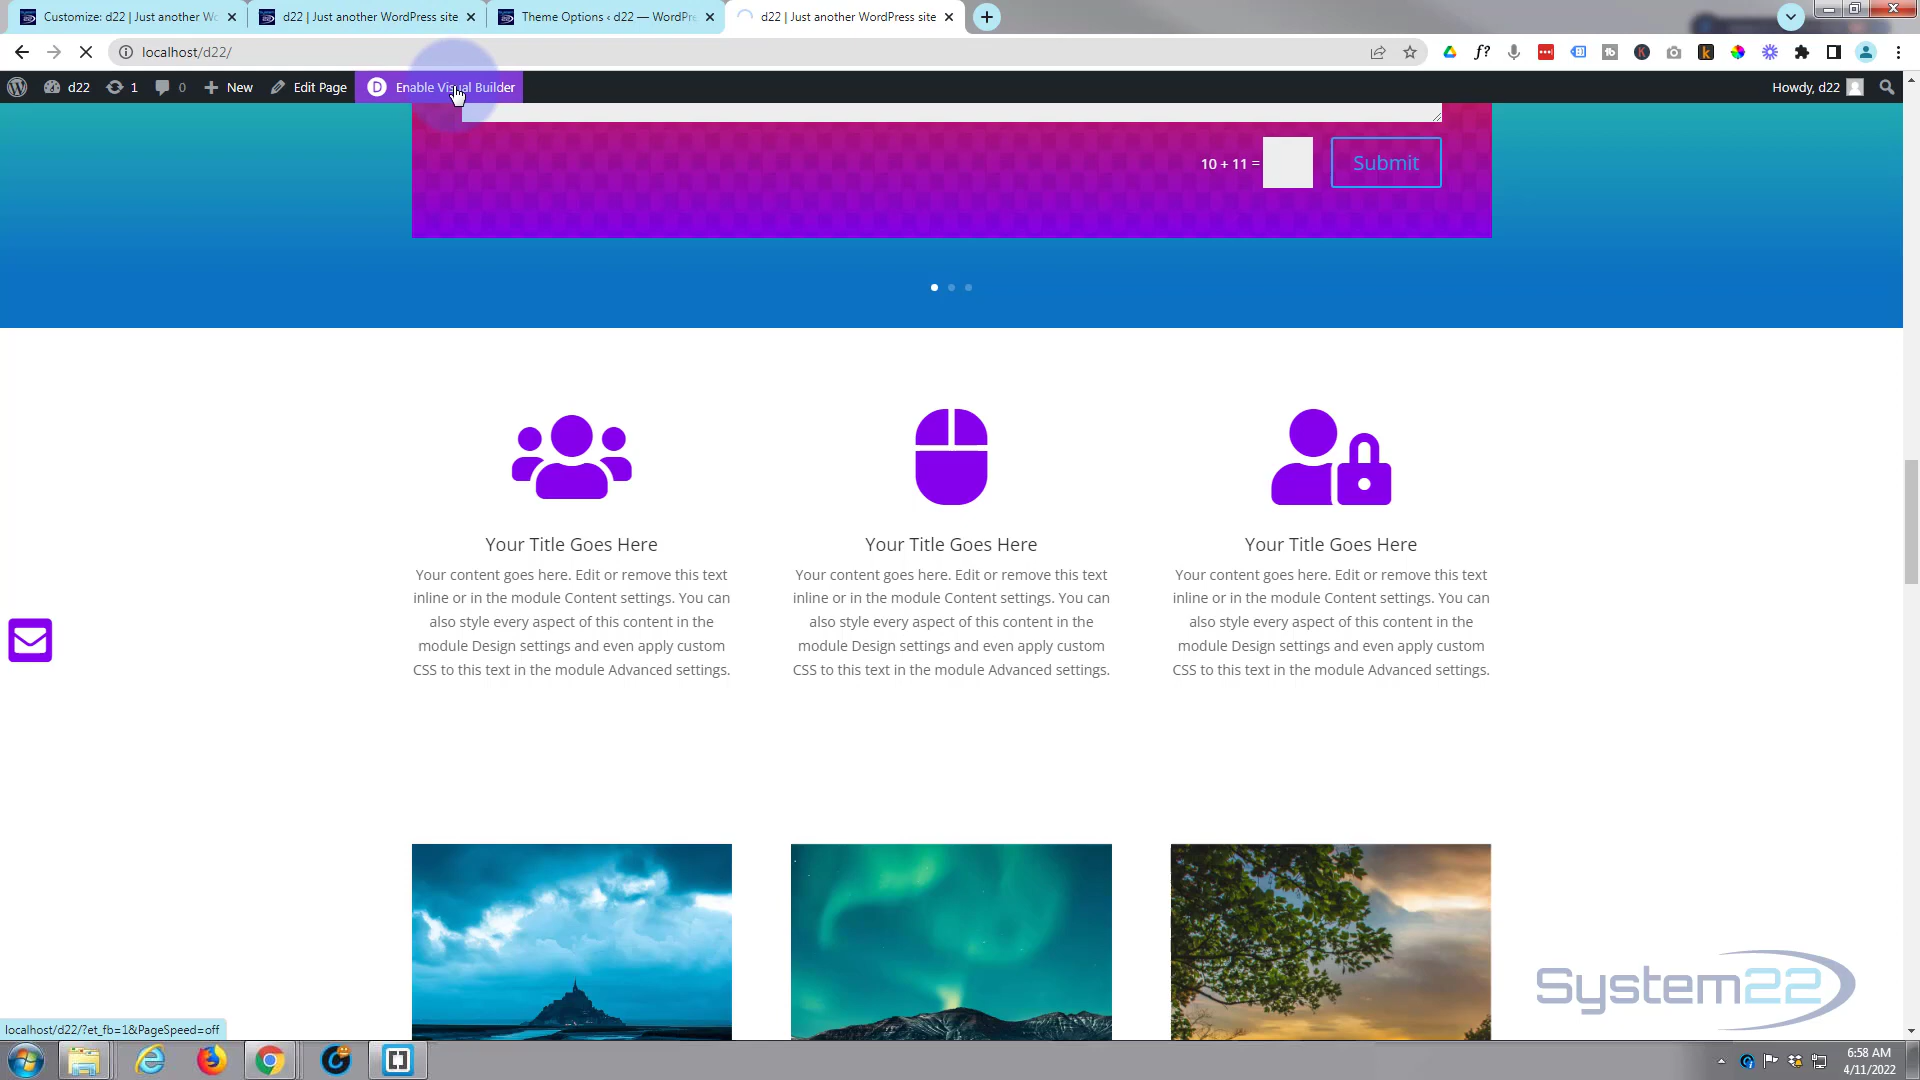 Customize: d22 | Just another Wo
d22 | Just another WordPress site
Theme Options ‹ d22 — WordPre
d22 | Just another WordPress site
localhost/d22/
d22
1
0
New
Edit Page
D
Enable Visual Builder
Howdy, d22
10 + 11 =
Submit
Your Title Goes Here
Your content goes here. Edit or remove this text
inline or in the module Content settings. You can
also style every aspect of this content in the
module Design settings and even apply custom
CSS to this text in the module Advanced settings.
Your Title Goes Here
Your content goes here. Edit or remove this text
inline or in the module Content settings. You can
also style every aspect of this content in the
module Design settings and even apply custom
CSS to this text in the module Advanced settings.
Your Title Goes Here
Your content goes here. Edit or remove this text
inline or in the module Content settings. You can
also style every aspect of this content in the
module Design settings and even apply custom
CSS to this text in the module Advanced settings.
System22
localhost/d22/?et_fb=1&PageSpeed=off
6:58 AM
4/11/2022